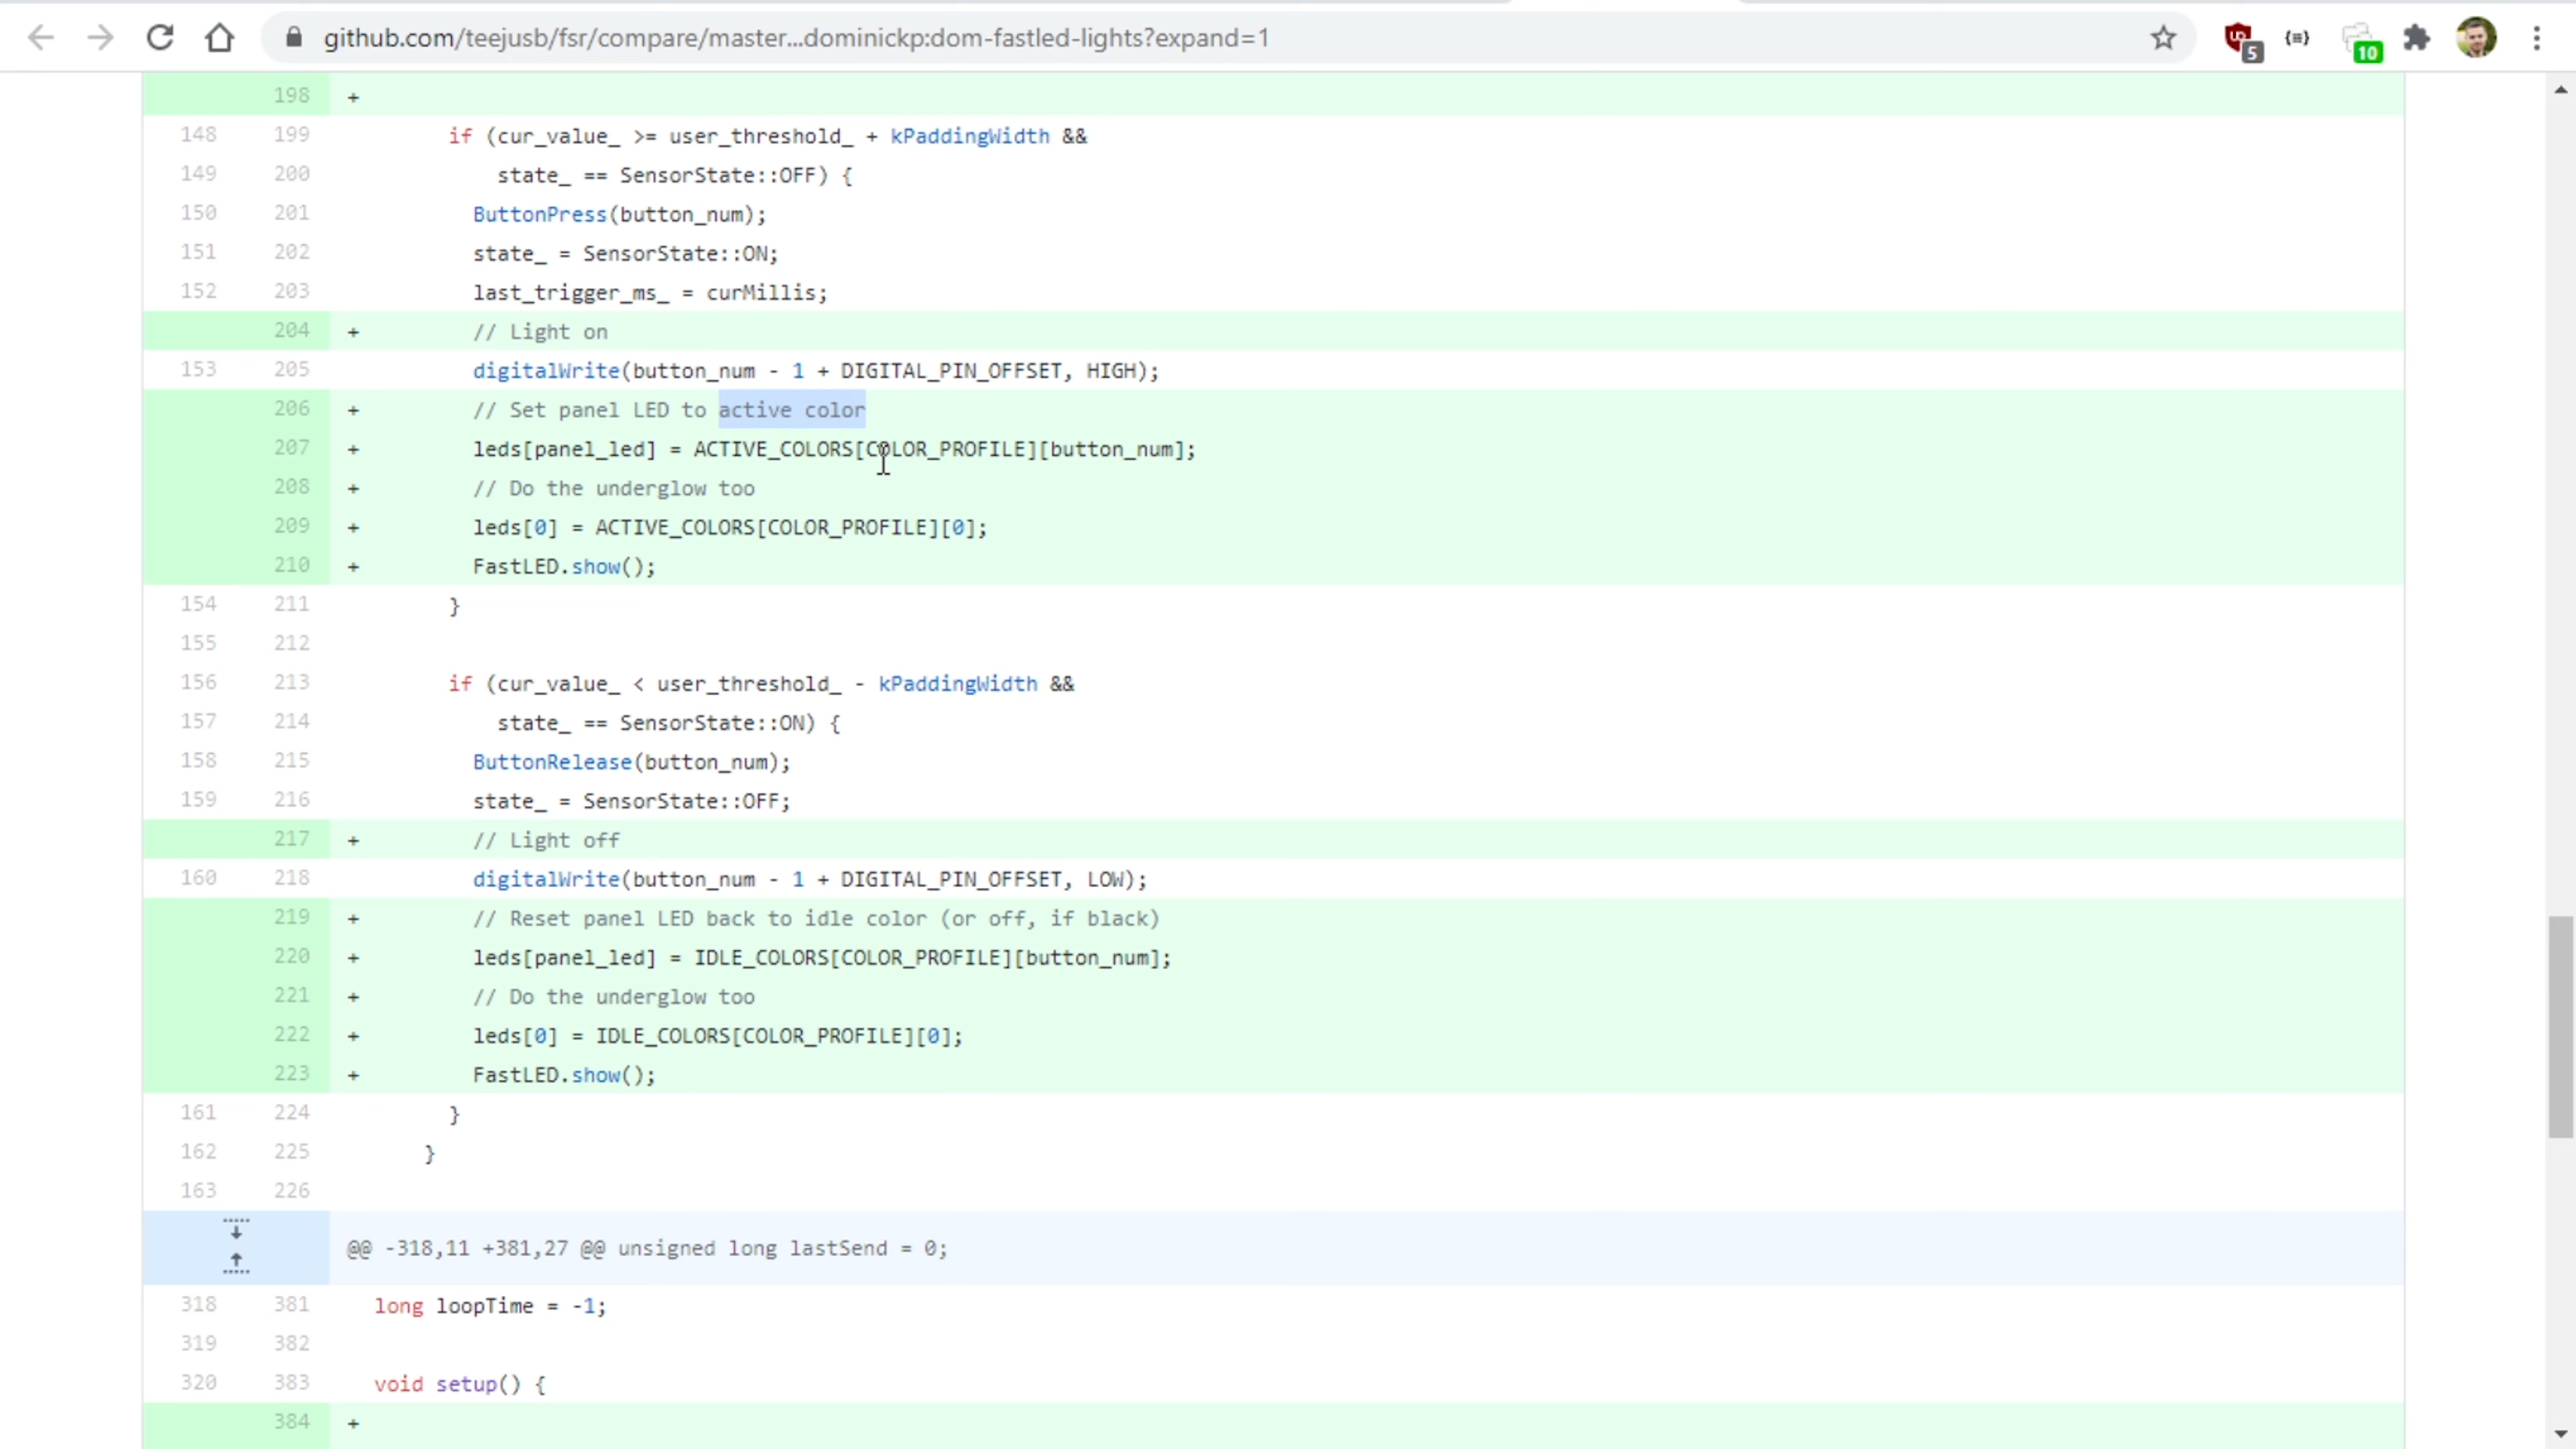 github.com/teejusb/fsr/compare/master...dominickp:dom-fastled-lights?expand=1
5
10
198 +
148 199 if (cur_value_ >= user_threshold_ + kPaddingWidth &&
149 200 state_ == SensorState::OFF) {
150 201 ButtonPress(button_num);
151 202 state_ = SensorState::ON;
152 203 last_trigger_ms_ = curMillis;
204 + // Light on
153 205 digitalWrite(button_num - 1 + DIGITAL_PIN_OFFSET, HIGH);
206 + // Set panel LED to active color
207 + leds[panel_led] = ACTIVE_COLORS[COLOR_PROFILE][button_num];
208 + // Do the underglow too
209 + leds[0] = ACTIVE_COLORS[COLOR_PROFILE][0];
210 + FastLED.show();
154 211 }
155 212
156 213 if (cur_value_ < user_threshold_ - kPaddingWidth &&
157 214 state_ == SensorState::ON) {
158 215 ButtonRelease(button_num);
159 216 state_ = SensorState::OFF;
217 + // Light off
160 218 digitalWrite(button_num - 1 + DIGITAL_PIN_OFFSET, LOW);
219 + // Reset panel LED back to idle color (or off, if black)
220 + leds[panel_led] = IDLE_COLORS[COLOR_PROFILE][button_num];
221 + // Do the underglow too
222 + leds[0] = IDLE_COLORS[COLOR_PROFILE][0];
223 + FastLED.show();
161 224 }
162 225 }
163 226
@@ -318,11 +381,27 @@ unsigned long lastSend = 0;
318 381 long loopTime = -1;
319 382
320 383 void setup() {
384 +